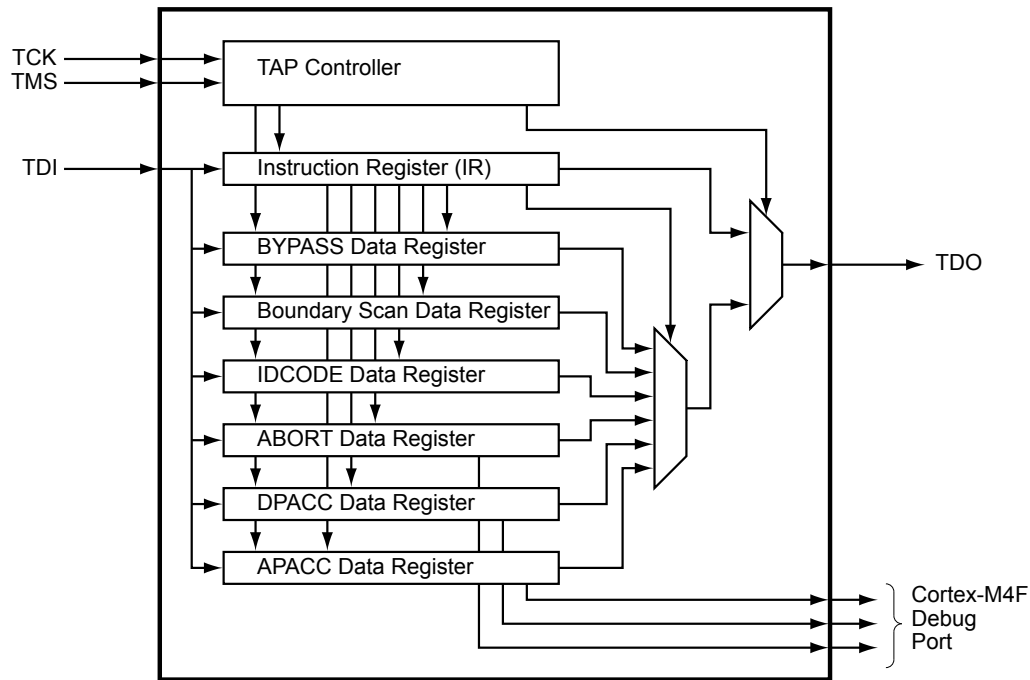 TCK
TMS
TAP Controller
TDI
Instruction Register (IR)
BYPASS Data Register
Boundary Scan Data Register
IDCODE Data Register
ABORT Data Register
DPACC Data Register
APACC Data Register
TDO
Cortex-M4F
Debug
Port